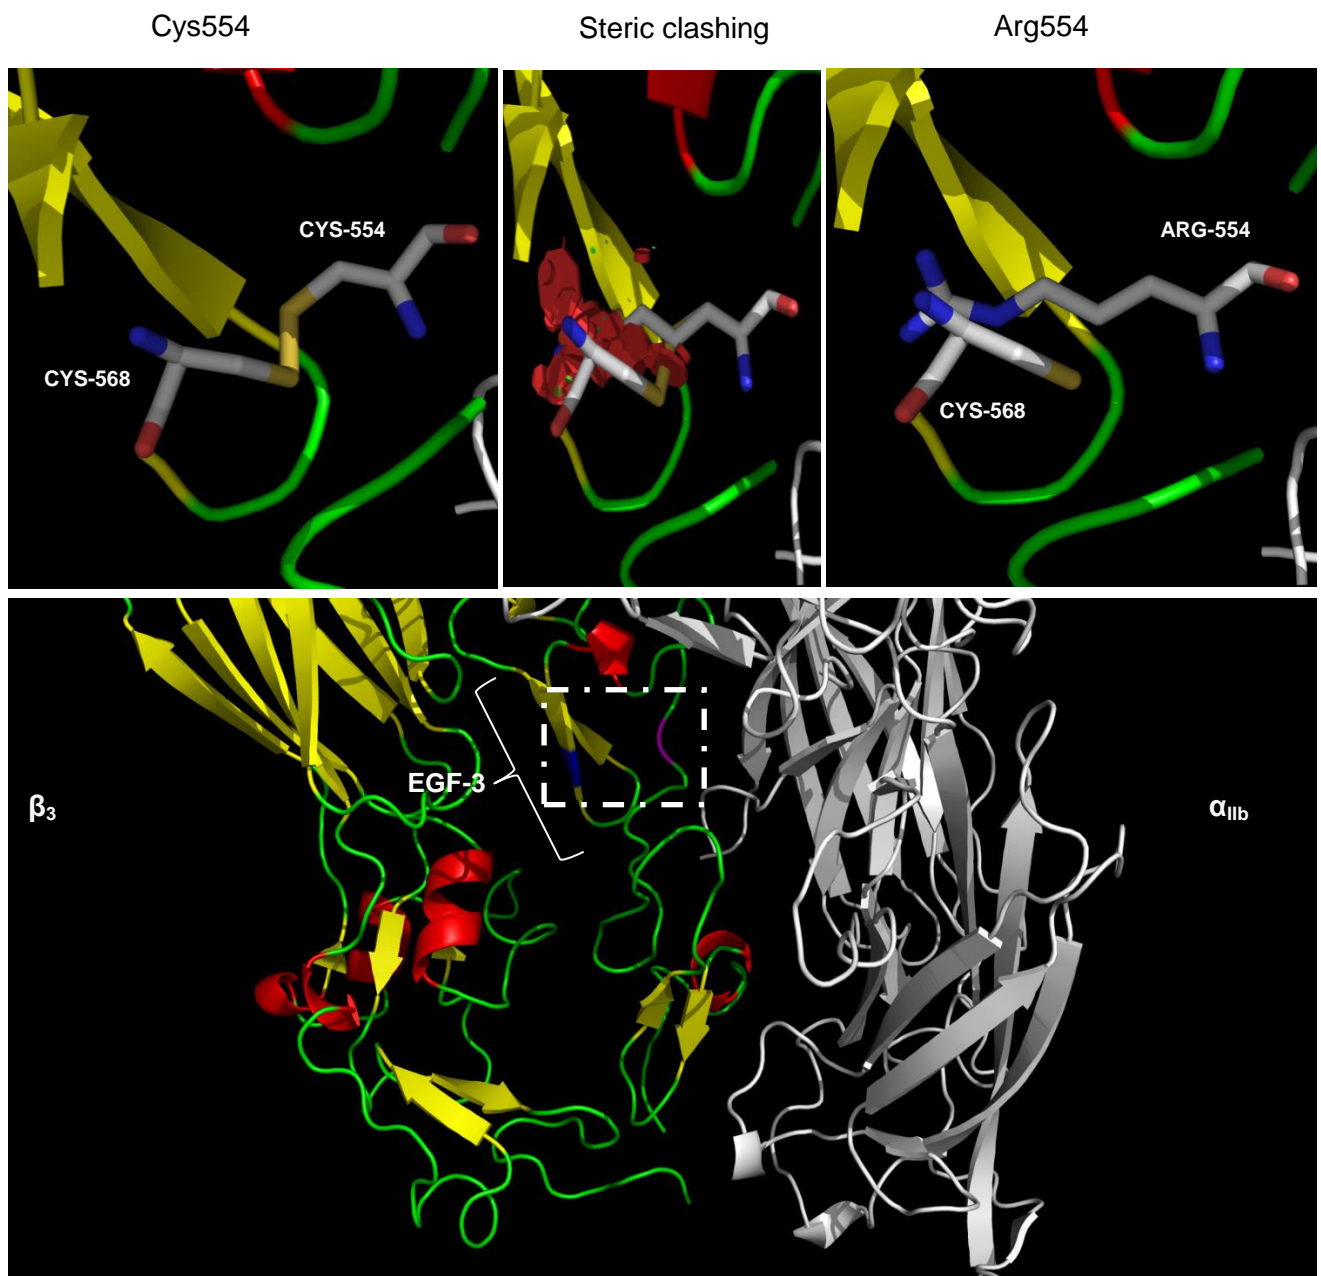 Cys554
Steric clashing
Arg554
CYS-554
CYS-568
ARG-554
CYS-568
EGF-3
β3
αIIb